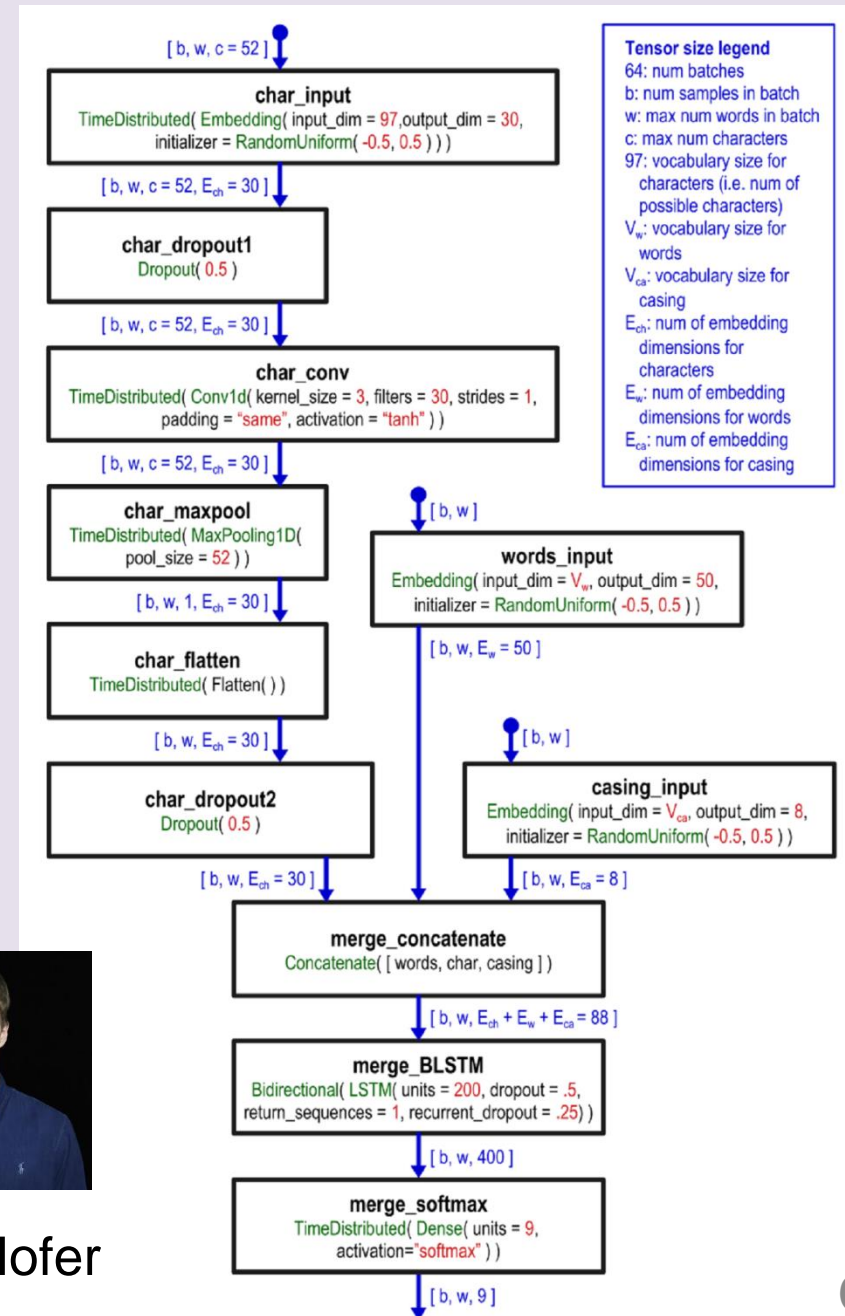 [ b, w, c = 52 ]
char_input
TimeDistributed( Embedding( input_dim = 97,output_dim = 30,
initializer = RandomUniform( -0.5, 0.5 ) ) )
[ b, w, c = 52, Ech = 30 ]
char_dropout1
Dropout( 0.5 )
[ b, w, c = 52, Ech = 30 ]
char_conv
TimeDistributed( Conv1d( kernel_size = 3, filters = 30, strides = 1,
padding = “same”, activation = “tanh” ) )
[ b, w, c = 52, Ech = 30 ]
char_maxpool
TimeDistributed( MaxPooling1D(
pool_size = 52 ) )
[ b, w, 1, Ech = 30 ]
char_flatten
TimeDistributed( Flatten( ) )
[ b, w, Ech = 30 ]
char_dropout2
Dropout( 0.5 )
[ b, w, Ech = 30 ]
Tensor size legend
64: num batches
b: num samples in batch
w: max num words in batch
c: max num characters
97: vocabulary size for
characters (i.e. num of
possible characters)
Vw: vocabulary size for
words
Vca: vocabulary size for
casing
Ech: num of embedding
dimensions for
characters
Ew: num of embedding
dimensions for words
Eca: num of embedding
dimensions for casing
[ b, w ]
words_input
Embedding( input_dim = Vw, output_dim = 50,
initializer = RandomUniform( -0.5, 0.5 ) )
[ b, w, Ew = 50 ]
[ b, w ]
casing_input
Embedding( input_dim = Vca, output_dim = 8,
initializer = RandomUniform( -0.5, 0.5 ) )
[ b, w, Eca = 8 ]
merge_concatenate
Concatenate( [ words, char, casing ] )
[ b, w, Ech + Ew + Eca = 88 ]
merge_BLSTM
Bidirectional( LSTM( units = 200, dropout = .5,
return_sequences = 1, recurrent_dropout = .25) )
[ b, w, 400 ]
merge_softmax
TimeDistributed( Dense( units = 9,
activation=”softmax” ) )
[ b, w, 9 ]
lofer